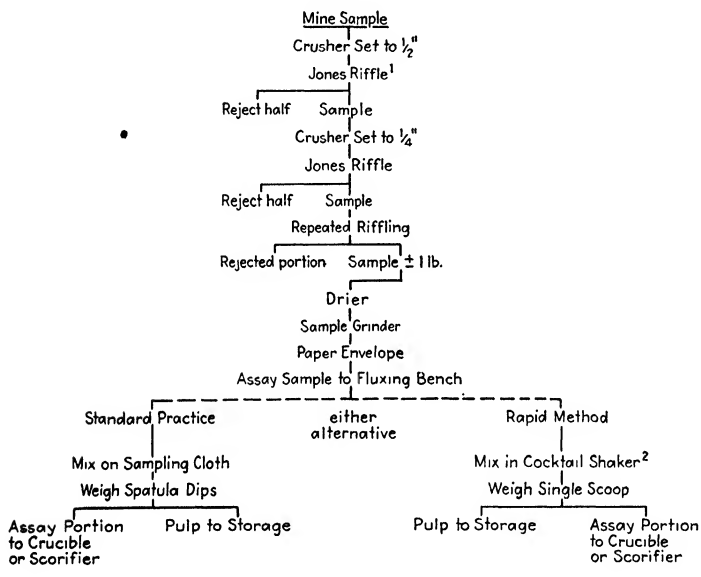 Mine Sample
Crusher Set to ½"
Jones Riffle¹
Reject half Sample
Crusher Set to ¼"
Jones Riffle
Reject half Sample
Repeated Riffling
Rejected portion Sample ± 1 lb.
Drier
Sample Grinder
Paper Envelope
Assay Sample to Fluxing Bench
Standard Practice
either
alternative
Rapid Method
Mix on Sampling Cloth
Weigh Spatula Dips
Mix in Cocktail Shaker²
Weigh Single Scoop
Assay Portion
to Crucible
or Scorifier
Pulp to Storage
Pulp to Storage
Assay Portion
to Crucible
or Scorifier